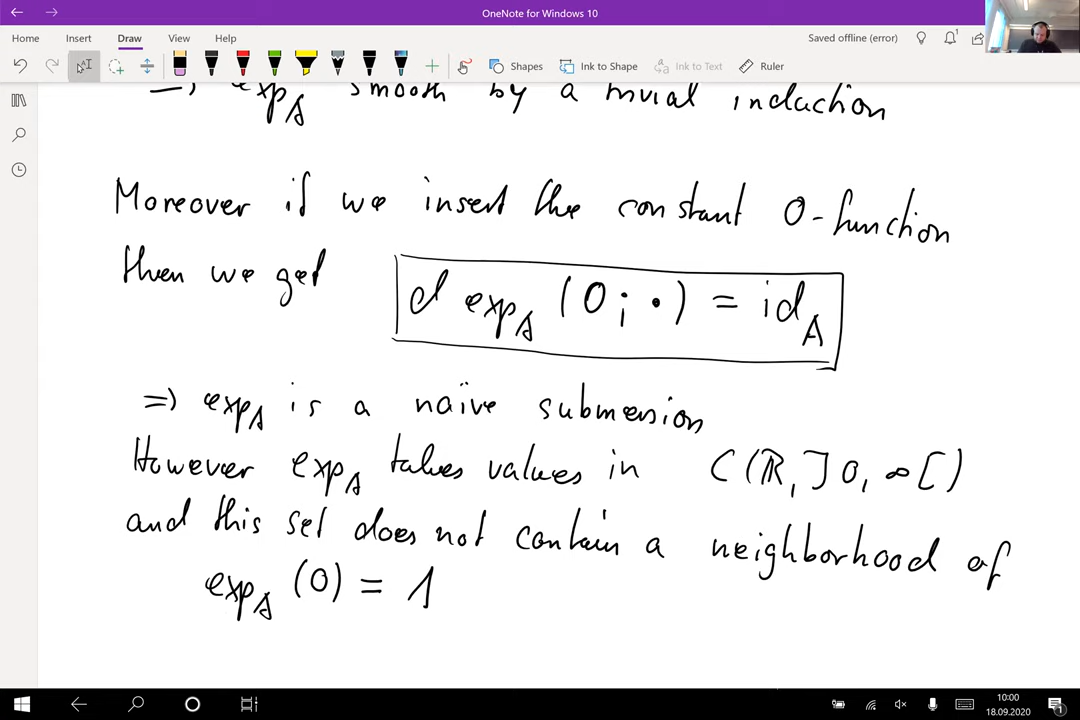 OneNote for Windows 10
Home Insert Draw View Help Saved offline (error)
Shapes Ink to Shape Ink to Text Ruler
=> exp_A smooth by a trivial induction
Moreover if we insert the constant 0-function
then we get d exp_A (0; •) = id_A
=> exp_A is a naïve submersion
However exp_A takes values in C(ℝ, ]0, ∞[)
and this set does not contain a neighborhood of
exp_A (0) = 1
10:00
18.09.2020